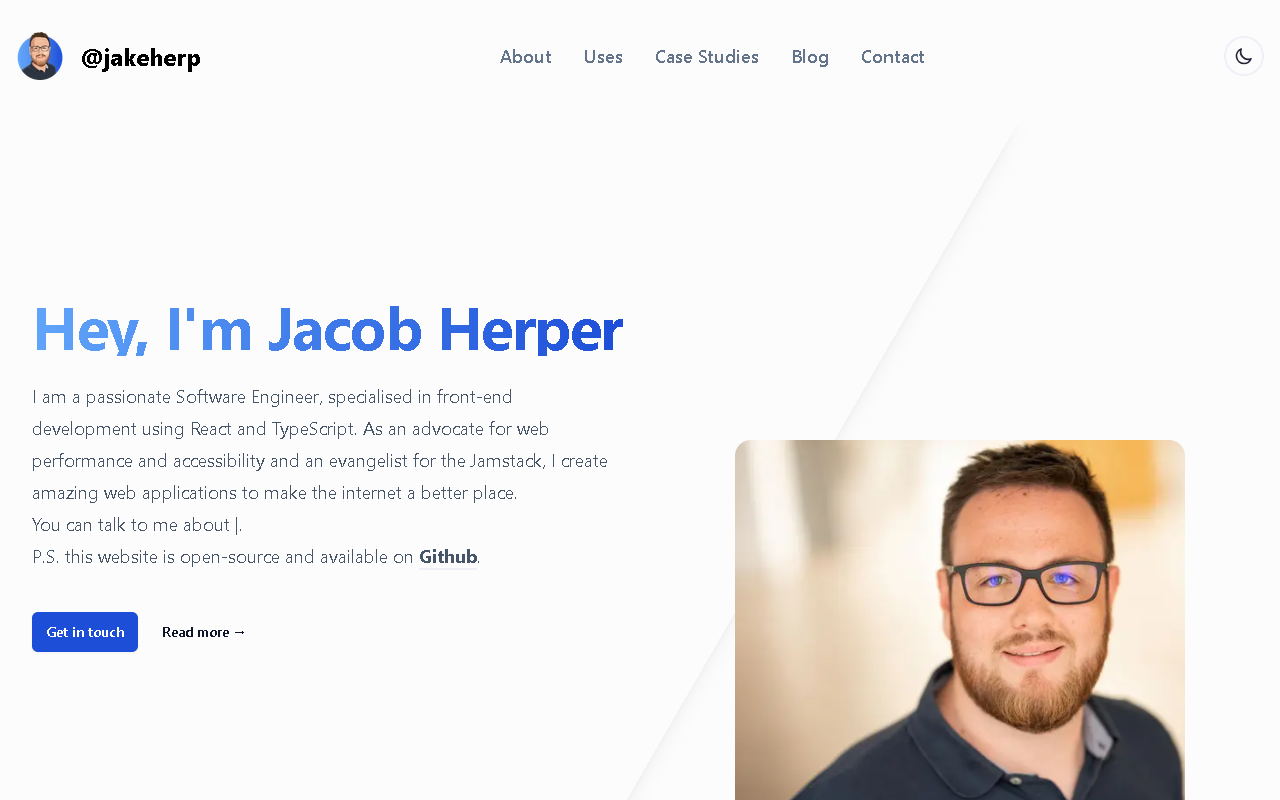 @jakeherp
About
Uses
Case Studies
Blog
Contact
Hey, I'm Jacob Herper
I am a passionate Software Engineer, specialised in front-end
development using React and TypeScript. As an advocate for web
performance and accessibility and an evangelist for the Jamstack, I create
amazing web applications to make the internet a better place.
You can talk to me about |.
P.S. this website is open-source and available on Github.
Get in touch
Read more →